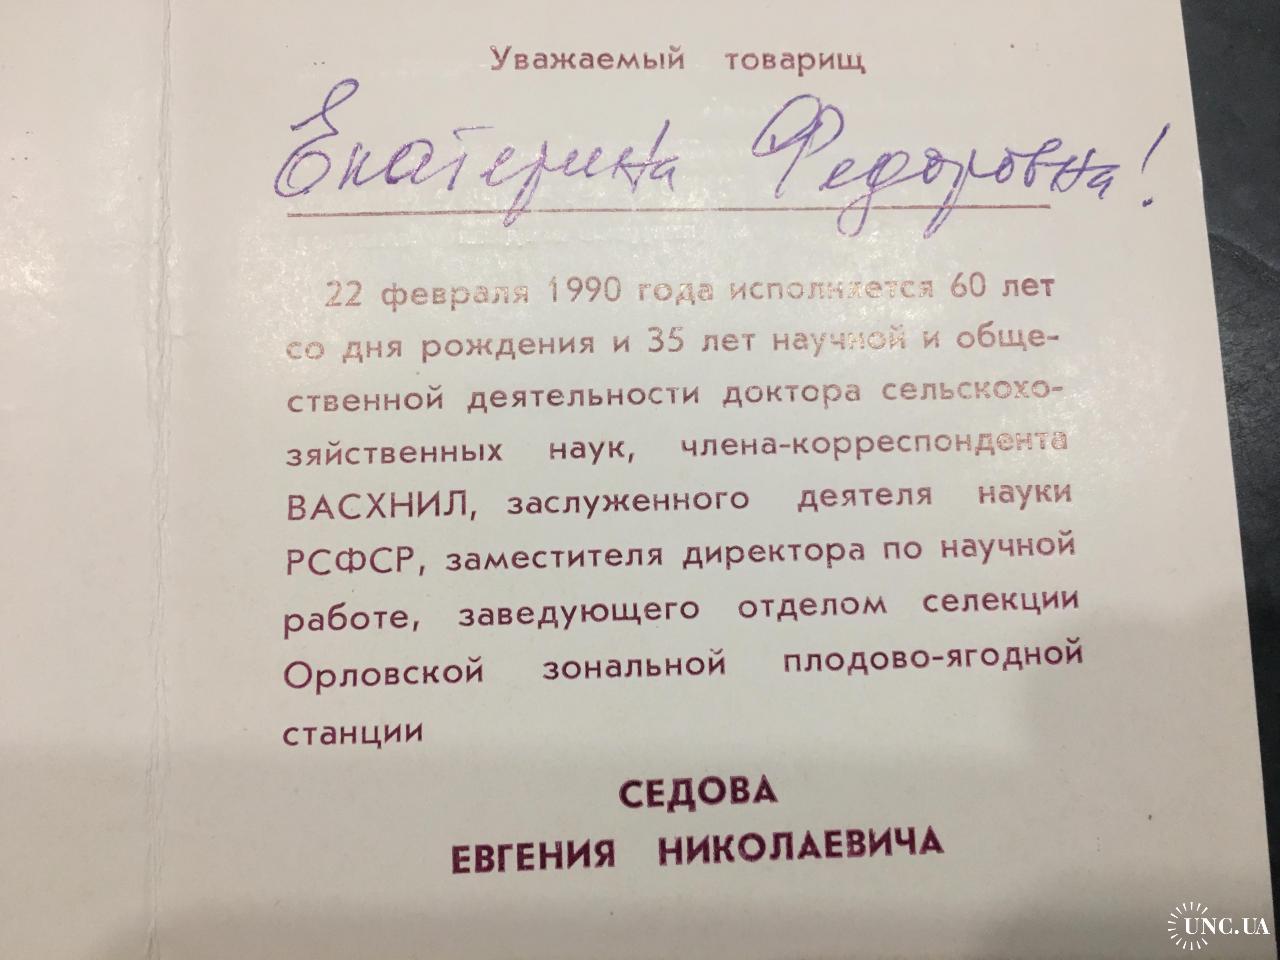 Уважаемый товарищ
Екатерина Федоровна!
22 февраля 1990 года исполняется 60 лет
со дня рождения и 35 лет научной и обще-
ственной деятельности доктора сельскохо-
зяйственных наук, члена-корреспондента
ВАСХНИЛ, заслуженного деятеля науки
РСФСР, заместителя директора по научной
работе, заведующего отделом селекции
Орловской зональной плодово-ягодной
станции
СЕДОВА
ЕВГЕНИЯ НИКОЛАЕВИЧА
UNC.UA